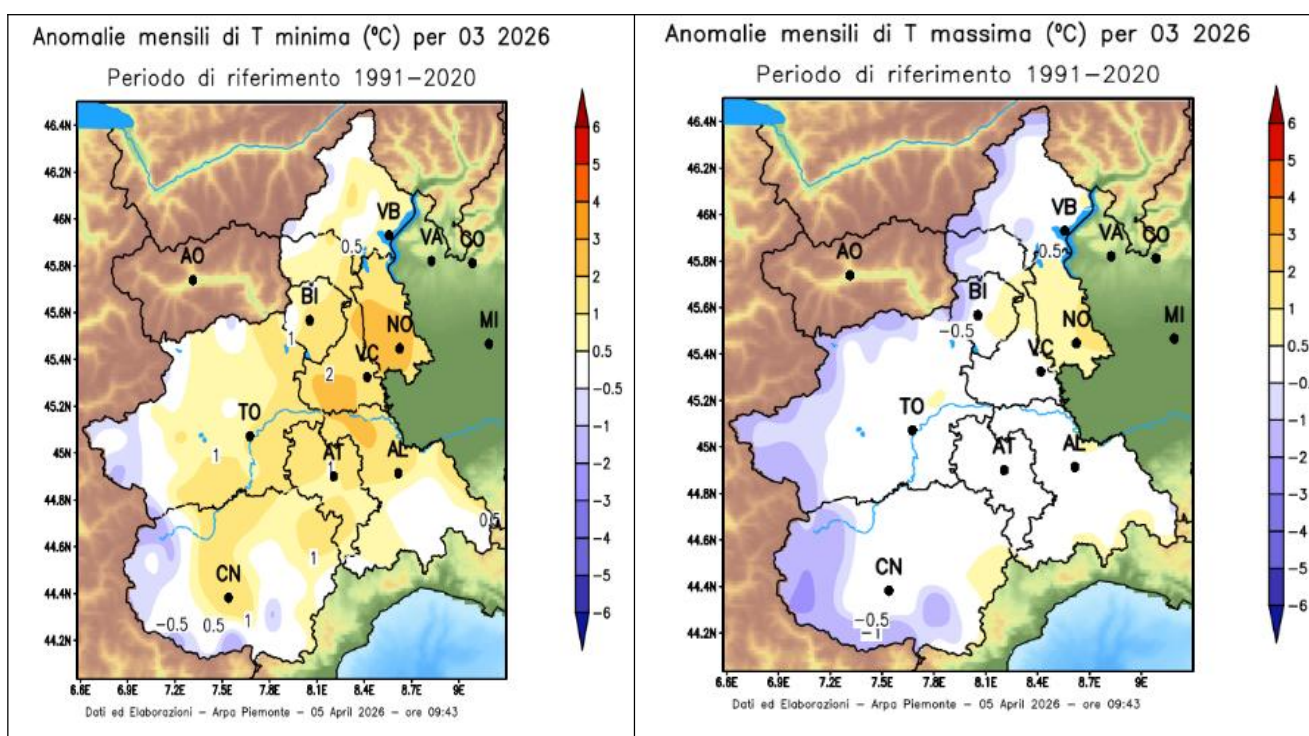 Anomalie mensili di T minima (ºC) per 03 2026
Periodo di riferimento 1991-2020
46.4N
46.2N
46N
45.8N
45.6N
45.4N
45.2N
45N
44.8N
44.6N
44.4N
44.2N
6.6E 6.9E 7.2E 7.5E 7.8E 8.1E 8.4E 8.7E 9E
VB
VA
CO
0.5
AO
BI
1
NO
MI
VC
2
TO
1
AT
1
AL
0.5
1
CN
-0.5 0.5 1
6
5
4
3
2
1
0.5
-0.5
-1
-2
-3
-4
-5
-6
Dati ed Elaborazioni - Arpa Piemonte - 05 April 2026 - ore 09:43
Anomalie mensili di T massima (ºC) per 03 2026
Periodo di riferimento 1991-2020
46.4N
46.2N
46N
45.8N
45.6N
45.4N
45.2N
45N
44.8N
44.6N
44.4N
44.2N
6.6E 6.9E 7.2E 7.5E 7.8E 8.1E 8.4E 8.7E 9E
VB
VA
CO
0.5
AO
BI
-0.5
NO
MI
VC
TO
AT
AL
CN
-0.5
-1
6
5
4
3
2
1
0.5
-0.5
-1
-2
-3
-4
-5
-6
Dati ed Elaborazioni - Arpa Piemonte - 05 April 2026 - ore 09:43